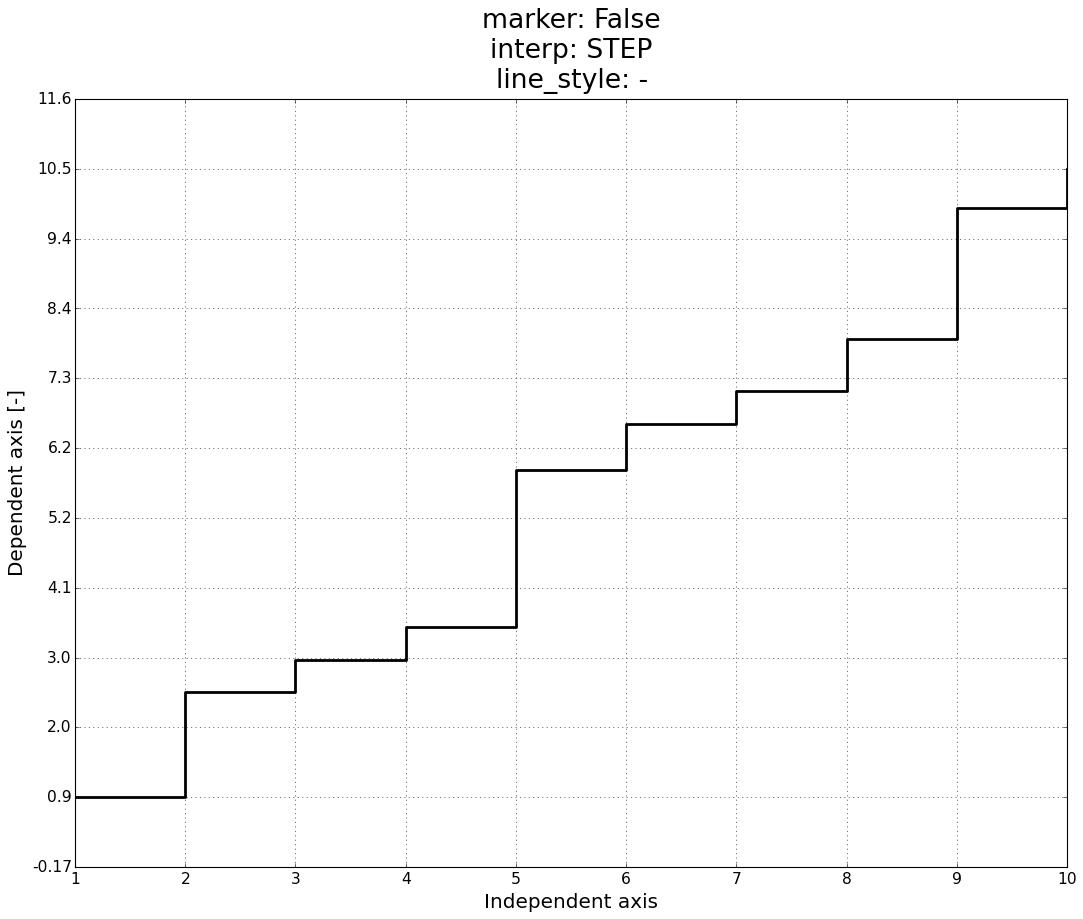 marker: False
interp: STEP
line_style: -
11.6
10.5
9.4
8.4
7.3
6.2
5.2
4.1
3.0
2.0
0.9
-0.17
Dependent axis [-]
1 2 3 4 5 6 7 8 9 10
Independent axis